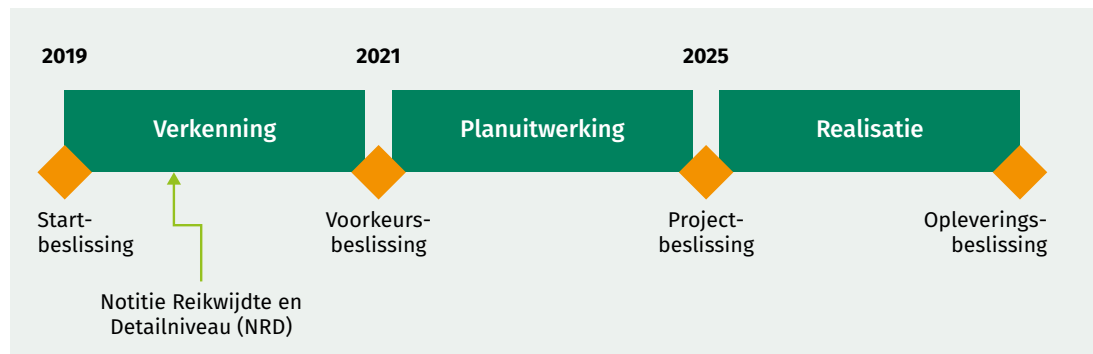 2019
2021
2025
Verkenning
Planuitwerking
Realisatie
Start-
beslissing
Voorkeurs-
beslissing
Project-
beslissing
Opleverings-
beslissing
Notitie Reikwijdte en
Detailniveau (NRD)